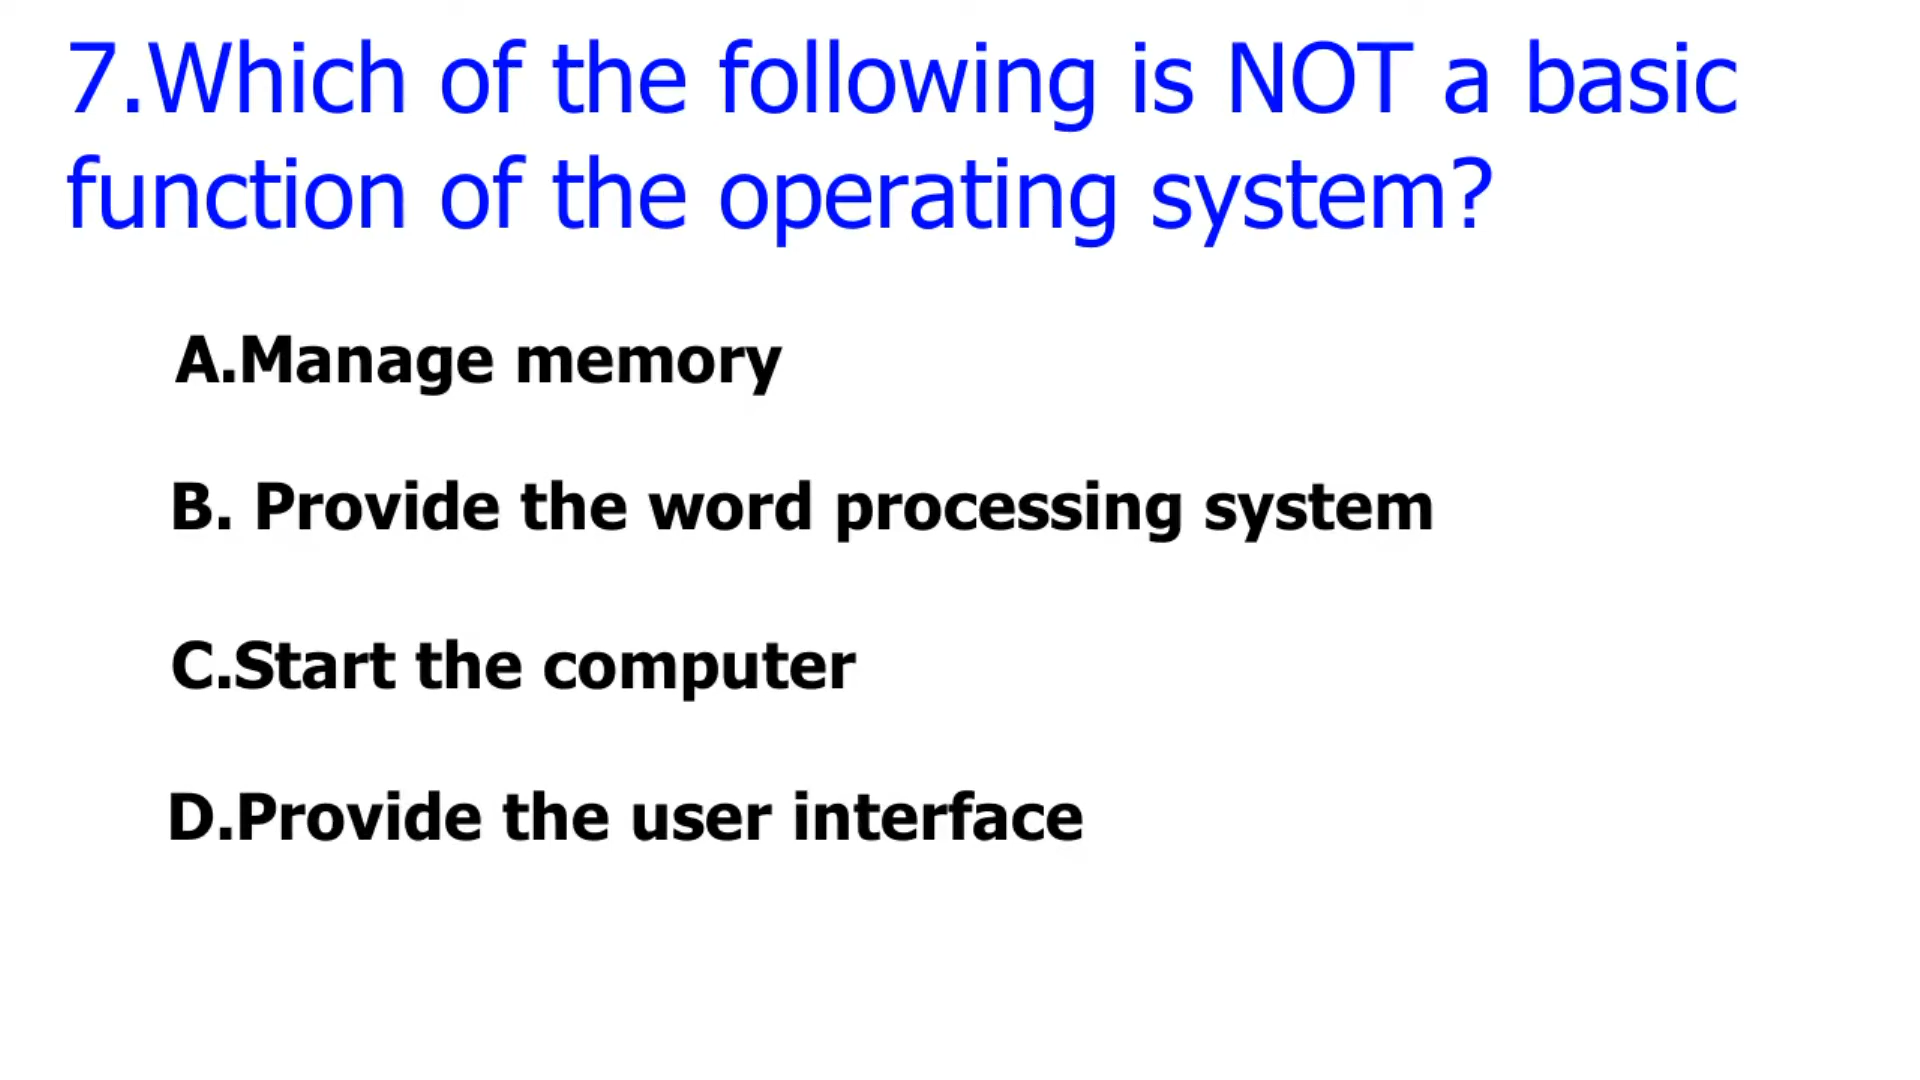 7.Which of the following is NOT a basic
function of the operating system?
A.Manage memory
B. Provide the word processing system
C.Start the computer
D.Provide the user interface